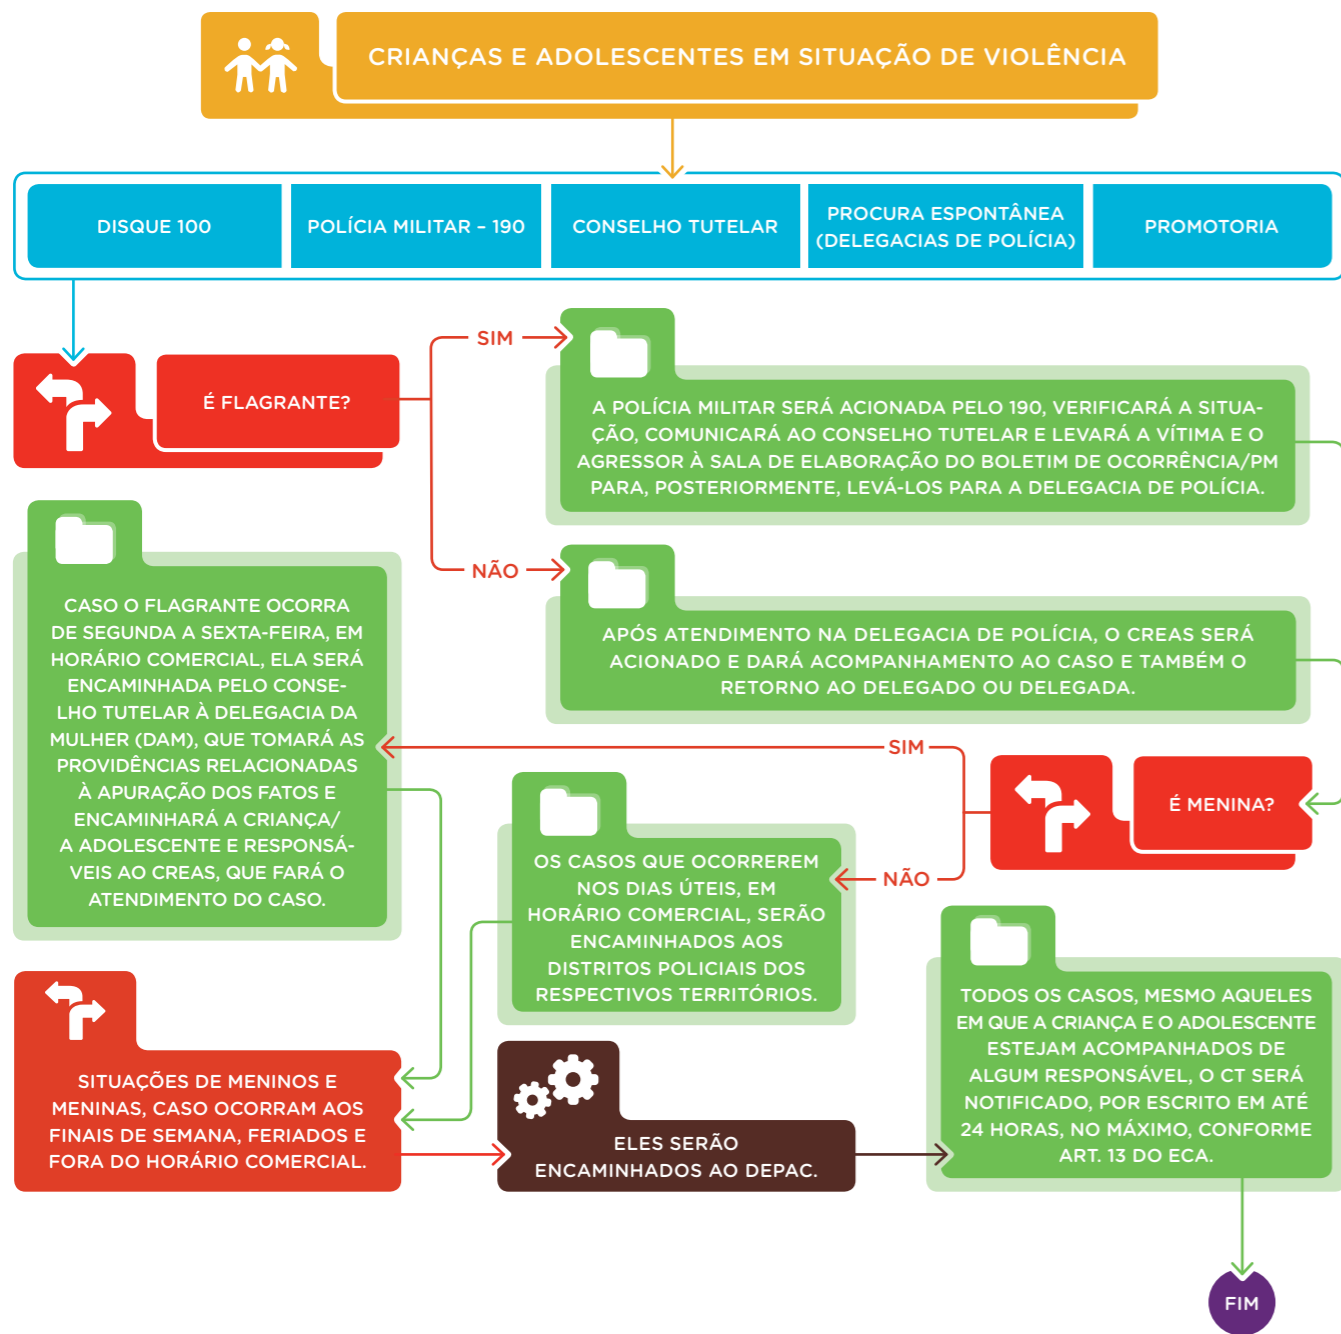 CRIANÇAS E ADOLESCENTES EM SITUAÇÃO DE VIOLÊNCIA
DISQUE 100
POLÍCIA MILITAR – 190
CONSELHO TUTELAR
PROCURA ESPONTÂNEA
(DELEGACIAS DE POLÍCIA)
PROMOTORIA
É FLAGRANTE?
SIM
A POLÍCIA MILITAR SERÁ ACIONADA PELO 190, VERIFICARÁ A SITUA-
ÇÃO, COMUNICARÁ AO CONSELHO TUTELAR E LEVARÁ A VÍTIMA E O
AGRESSOR À SALA DE ELABORAÇÃO DO BOLETIM DE OCORRÊNCIA/PM
PARA, POSTERIORMENTE, LEVÁ-LOS PARA A DELEGACIA DE POLÍCIA.
NÃO
APÓS ATENDIMENTO NA DELEGACIA DE POLÍCIA, O CREAS SERÁ
ACIONADO E DARÁ ACOMPANHAMENTO AO CASO E TAMBÉM O
RETORNO AO DELEGADO OU DELEGADA.
É MENINA?
SIM
CASO O FLAGRANTE OCORRA
DE SEGUNDA A SEXTA-FEIRA, EM
HORÁRIO COMERCIAL, ELA SERÁ
ENCAMINHADA PELO CONSE-
LHO TUTELAR À DELEGACIA DA
MULHER (DAM), QUE TOMARÁ AS
PROVIDÊNCIAS RELACIONADAS
À APURAÇÃO DOS FATOS E
ENCAMINHARÁ A CRIANÇA/
A ADOLESCENTE E RESPONSÁ-
VEIS AO CREAS, QUE FARÁ O
ATENDIMENTO DO CASO.
NÃO
OS CASOS QUE OCORREREM
NOS DIAS ÚTEIS, EM
HORÁRIO COMERCIAL, SERÃO
ENCAMINHADOS AOS
DISTRITOS POLICIAIS DOS
RESPECTIVOS TERRITÓRIOS.
SITUAÇÕES DE MENINOS E
MENINAS, CASO OCORRAM AOS
FINAIS DE SEMANA, FERIADOS E
FORA DO HORÁRIO COMERCIAL.
ELES SERÃO
ENCAMINHADOS AO DEPAC.
TODOS OS CASOS, MESMO AQUELES
EM QUE A CRIANÇA E O ADOLESCENTE
ESTEJAM ACOMPANHADOS DE
ALGUM RESPONSÁVEL, O CT SERÁ
NOTIFICADO, POR ESCRITO EM ATÉ
24 HORAS, NO MÁXIMO, CONFORME
ART. 13 DO ECA.
FIM